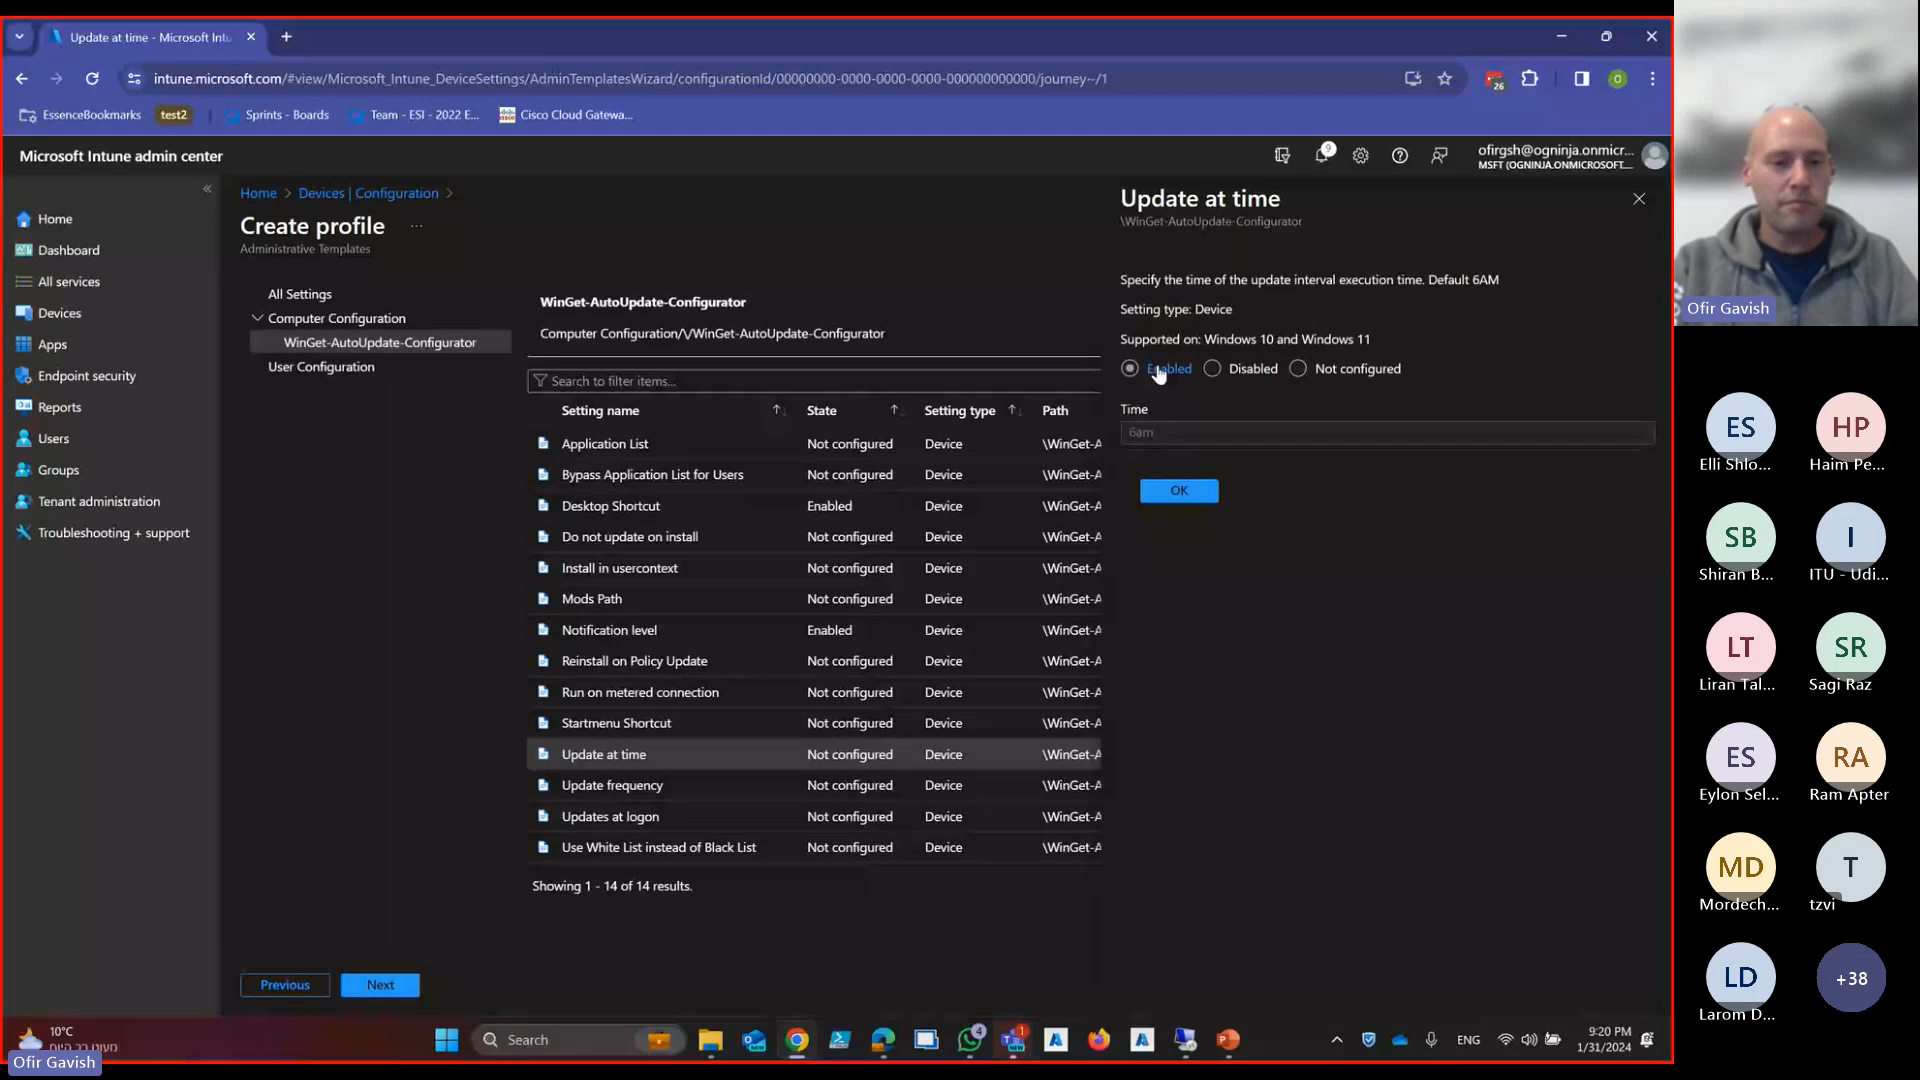 Update at time - Microsoft Intu
intune.microsoft.com/#view/Microsoft_Intune_DeviceSettings/AdminTemplatesWizard/configurationId/00000000-0000-0000-0000-000000000000/journey~/1
26
O
EssenceBookmarks
test2
Sprints - Boards
Team - ESI - 2022 E...
Cisco Cloud Gatewa...
Microsoft Intune admin center
9
ofirgsh@ogninja.onmicr...
MSFT (OGNINJA.ONMICROSOFT....
Home
Dashboard
All services
Devices
Apps
Endpoint security
Reports
Users
Groups
Tenant administration
Troubleshooting + support
Home > Devices | Configuration >
Create profile ...
Administrative Templates
All Settings
Computer Configuration
WinGet-AutoUpdate-Configurator
User Configuration
WinGet-AutoUpdate-Configurator
Computer Configuration/\/WinGet-AutoUpdate-Configurator
Search to filter items...
Setting name State Setting type Path
Application List Not configured Device \WinGet-A
Bypass Application List for Users Not configured Device \WinGet-A
Desktop Shortcut Enabled Device \WinGet-A
Do not update on install Not configured Device \WinGet-A
Install in usercontext Not configured Device \WinGet-A
Mods Path Not configured Device \WinGet-A
Notification level Enabled Device \WinGet-A
Reinstall on Policy Update Not configured Device \WinGet-A
Run on metered connection Not configured Device \WinGet-A
Startmenu Shortcut Not configured Device \WinGet-A
Update at time Not configured Device \WinGet-A
Update frequency Not configured Device \WinGet-A
Updates at logon Not configured Device \WinGet-A
Use White List instead of Black List Not configured Device \WinGet-A
Showing 1 - 14 of 14 results.
Previous Next
Update at time
\WinGet-AutoUpdate-Configurator
Specify the time of the update interval execution time. Default 6AM
Setting type: Device
Supported on: Windows 10 and Windows 11
Enabled Disabled Not configured
Time
6am
OK
Ofir Gavish
ES HP
Elli Shlo... Haim Pe...
SB I
Shiran B... ITU - Udi...
LT SR
Liran Tal... Sagi Raz
ES RA
Eylon Sel... Ram Apter
MD T
Mordech... tzvi
LD +38
Larom D...
10°C
Search
4
1
NEW
NEW
ENG
9:20 PM
1/31/2024
Ofir Gavish